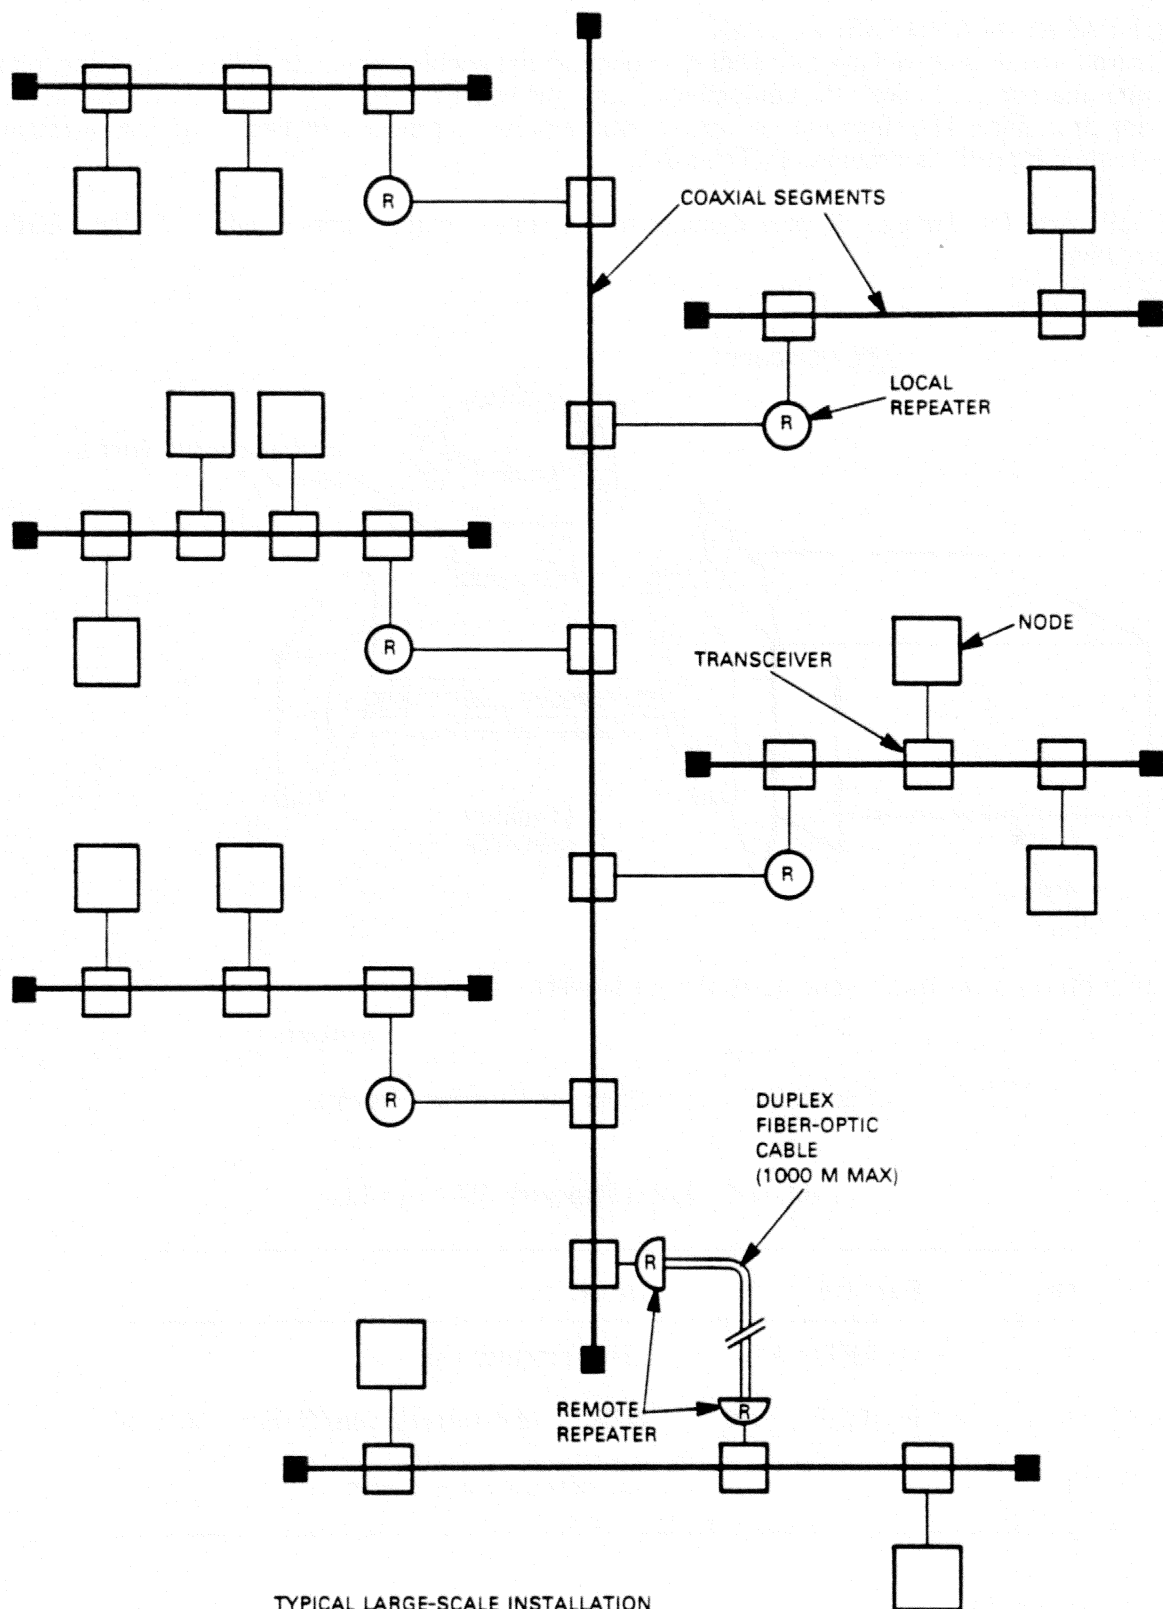 R
COAXIAL SEGMENTS
LOCAL
REPEATER
R
R
NODE
TRANSCEIVER
R
R
DUPLEX
FIBER-OPTIC
CABLE
(1000 M MAX)
R
R
REMOTE
REPEATER
TYPICAL LARGE-SCALE INSTALLATION